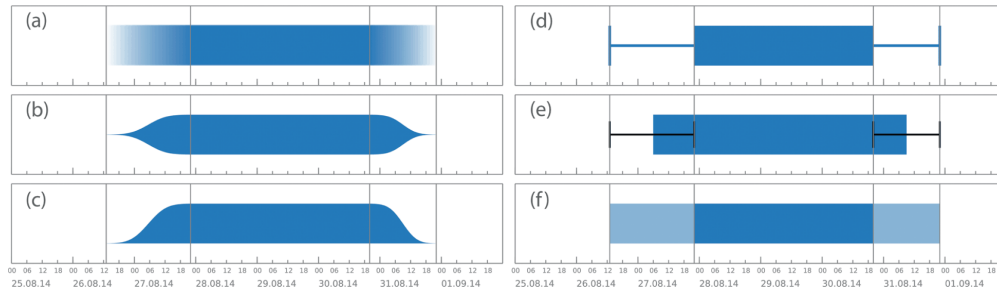 (a)
(b)
(c)
00 06 12 18 00 06 12 18 00 06 12 18 00 06 12 18 00 06 12 18 00 06 12 18 00 06 12 18 00 06 12 18 00
25.08.14 26.08.14 27.08.14 28.08.14 29.08.14 30.08.14 31.08.14 01.09.14
(d)
(e)
(f)
00 06 12 18 00 06 12 18 00 06 12 18 00 06 12 18 00 06 12 18 00 06 12 18 00 06 12 18 00 06 12 18
25.08.14 26.08.14 27.08.14 28.08.14 29.08.14 30.08.14 31.08.14 01.09.14